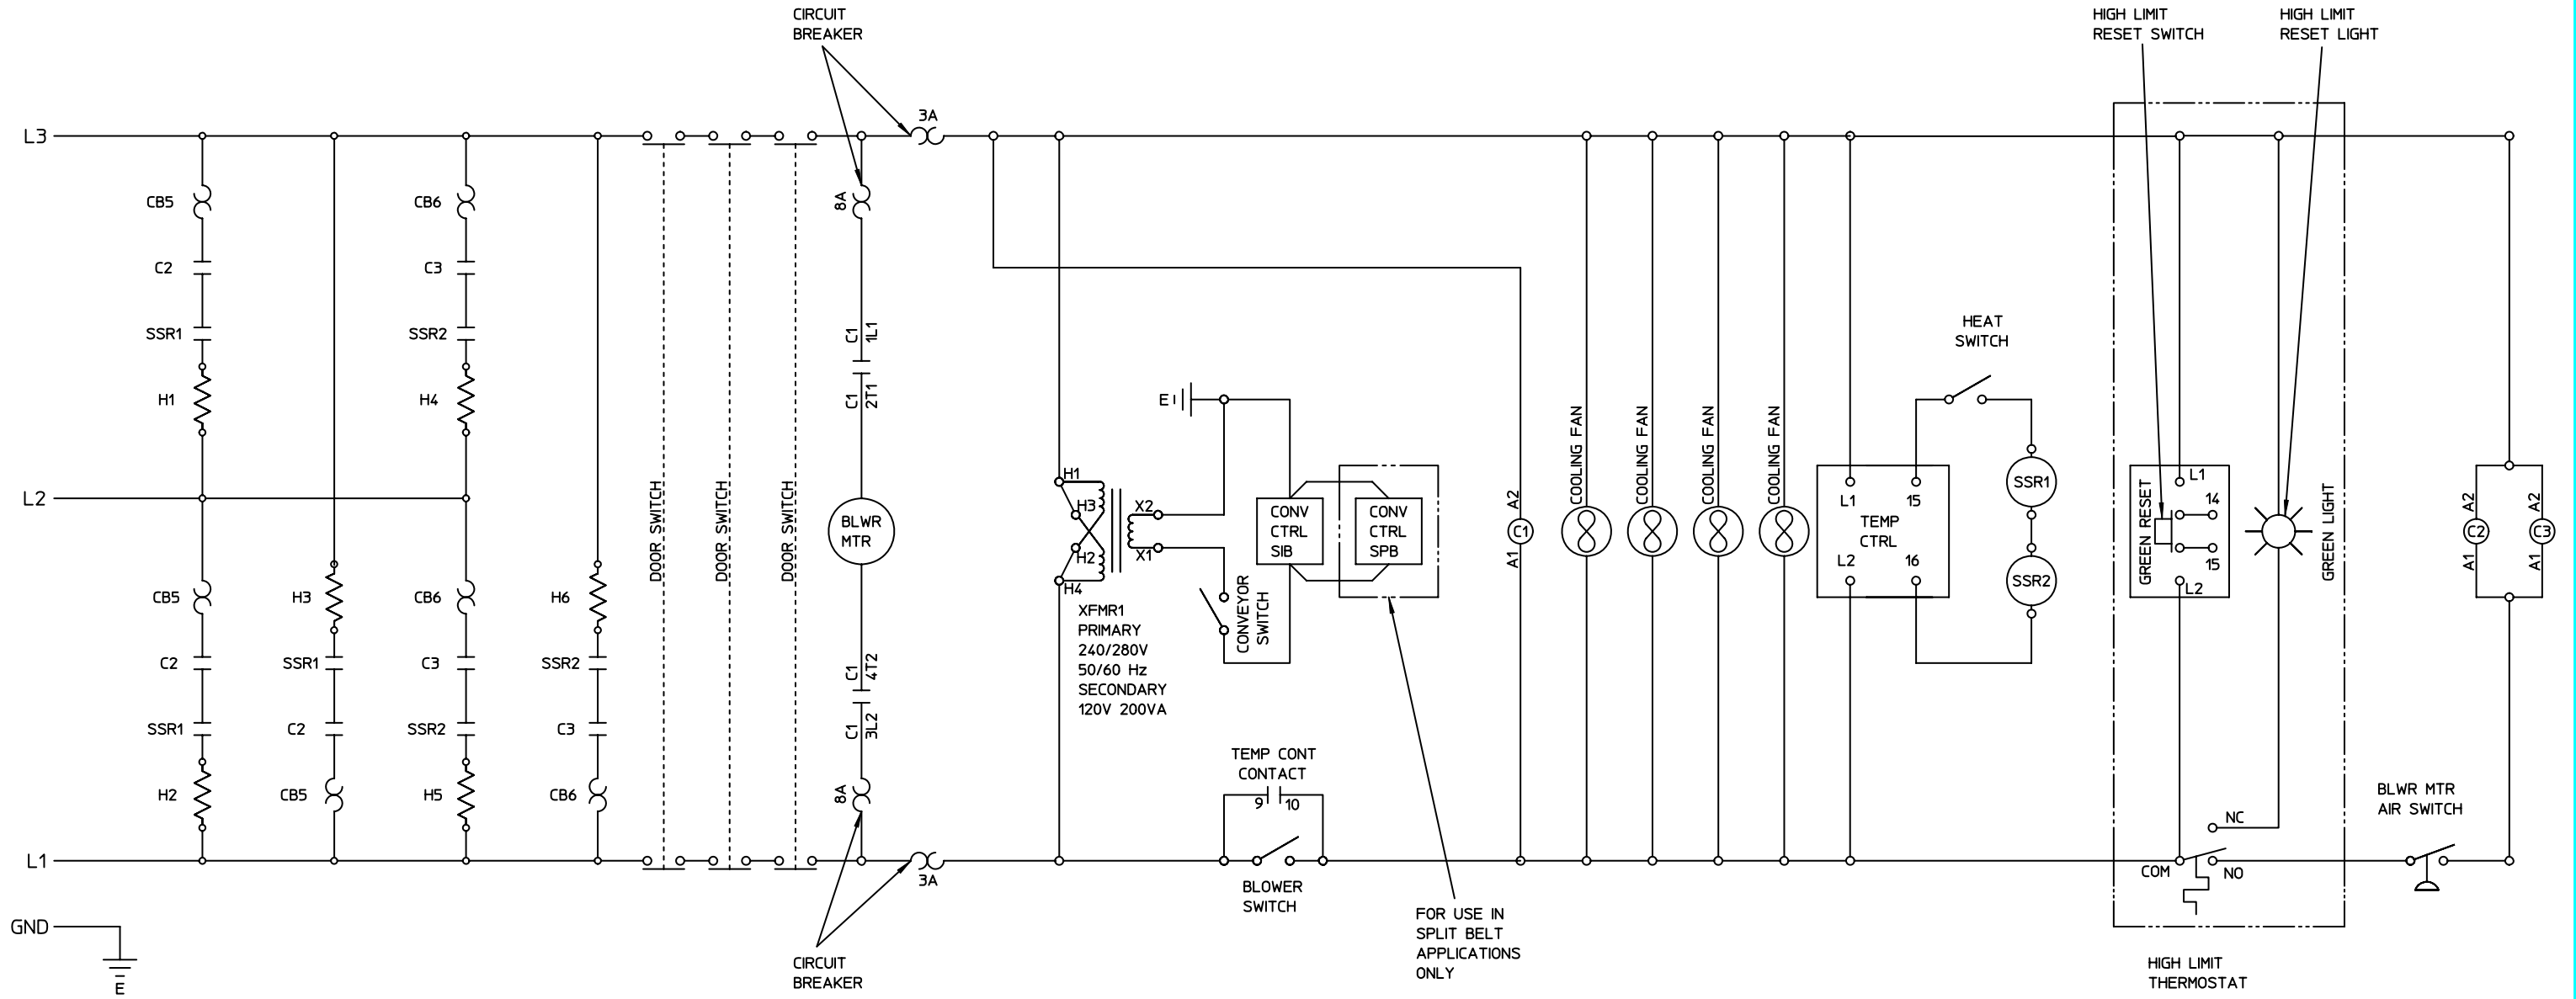 CIRCUIT
BREAKER
HIGH LIMIT
RESET SWITCH
HIGH LIMIT
RESET LIGHT
L3
3A
CB5
CB6
8A
C2
C3
SSR1
SSR2
C1
1L1
HEAT
SWITCH
H1
H4
C1
2T1
E1
COOLING FAN
COOLING FAN
COOLING FAN
COOLING FAN
L2
DOOR SWITCH
DOOR SWITCH
DOOR SWITCH
BLWR
MTR
H1
H3
H2
H4
X2
X1
CONV
CTRL
SIB
CONV
CTRL
SPB
A2
C1
A1
L1
15
TEMP
CTRL
L2
16
SSR1
SSR2
GREEN RESET
L1
14
15
L2
GREEN LIGHT
A2
C2
A1
A2
C3
A1
CB5
H3
CB6
H6
XFMR1
PRIMARY
240/280V
50/60 Hz
SECONDARY
120V 200VA
CONVEYOR
SWITCH
C2
SSR1
C3
SSR2
C1
4T2
SSR1
C2
SSR2
C3
C1
3L2
TEMP CONT
CONTACT
9
10
H2
CB5
H5
CB6
8A
BLWR MTR
AIR SWITCH
NC
L1
3A
BLOWER
SWITCH
COM
NO
GND
E
CIRCUIT
BREAKER
FOR USE IN
SPLIT BELT
APPLICATIONS
ONLY
HIGH LIMIT
THERMOSTAT